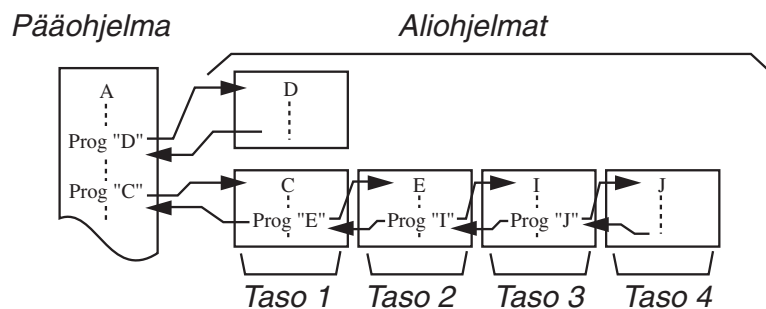 Pääohjelma
Aliohjelmat
A
Prog "D"
Prog "C"
D
C
Prog "E"
E
Prog "I"
I
Prog "J"
J
Taso 1
Taso 2
Taso 3
Taso 4